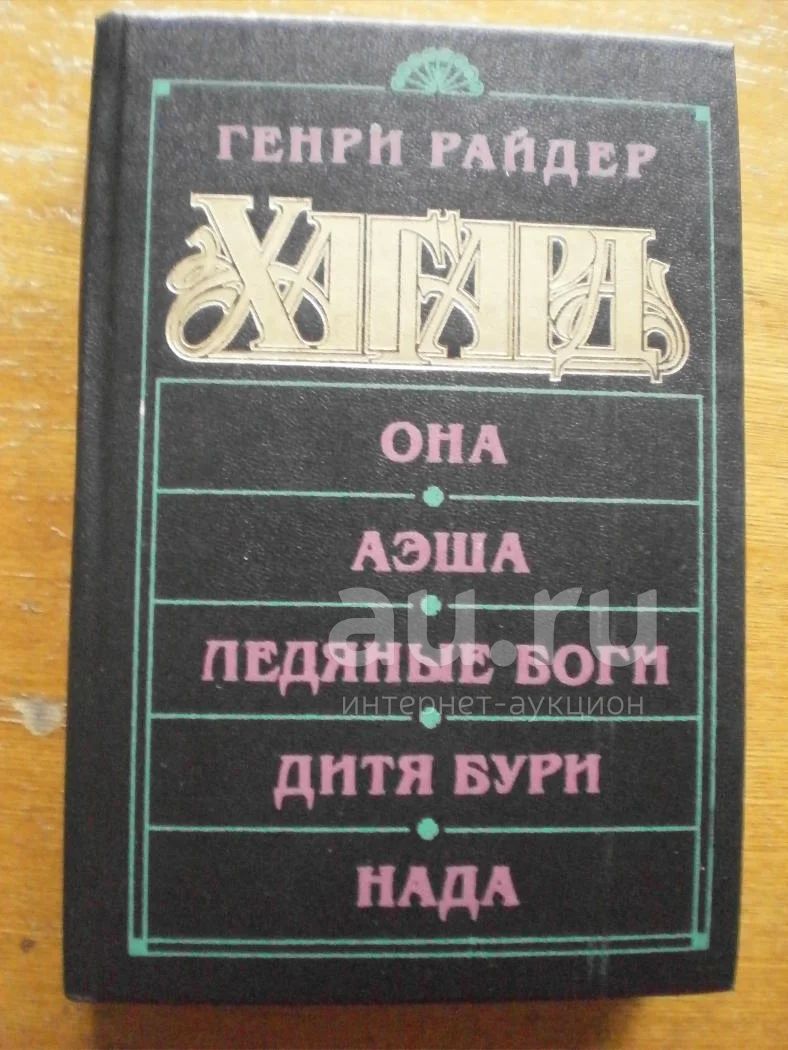 ГЕНРИ РАЙДЕР
ХАГГАРД
ОНА
АЭША
ЛЕДЯНЫЕ БОГИ
au.ru
интернет-аукцион
ДИТЯ БУРИ
НАДА